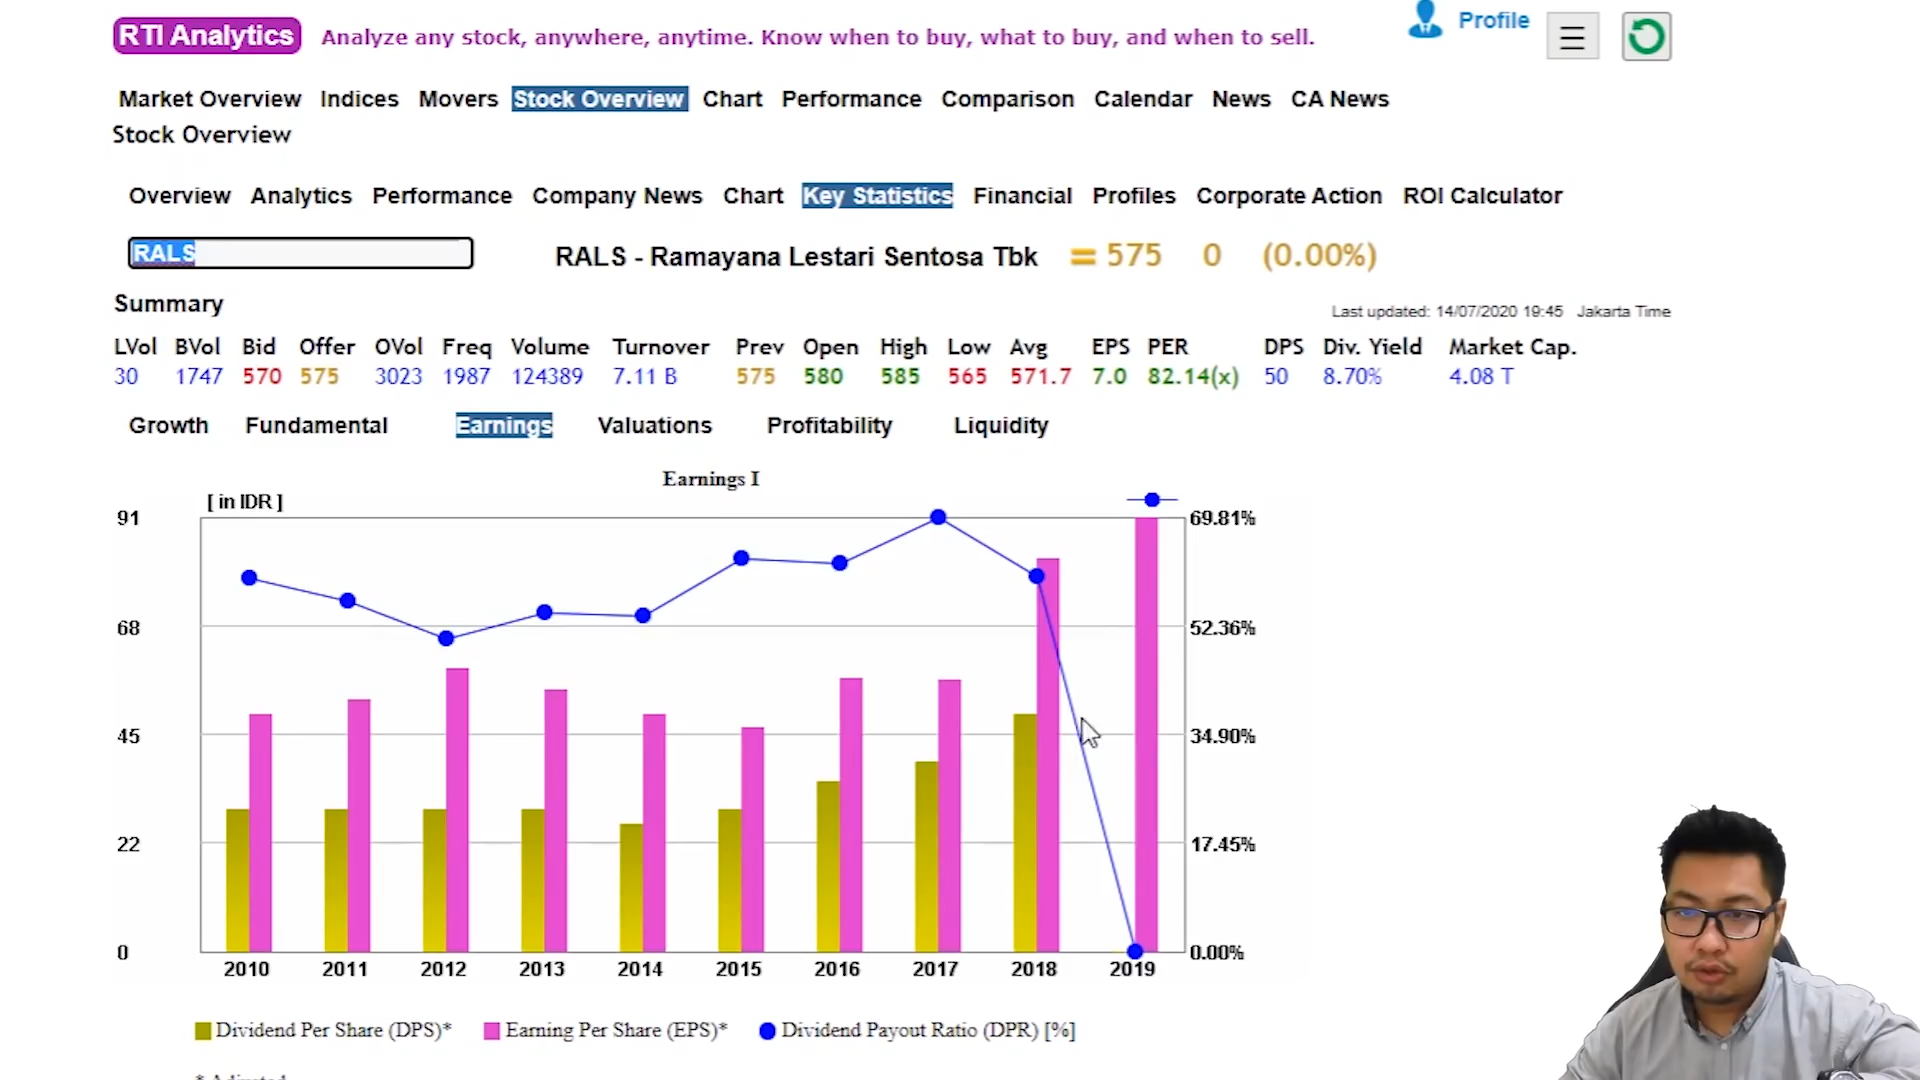 RTI Analytics Analyze any stock, anywhere, anytime. Know when to buy, what to buy, and when to sell. Profile
Market Overview Indices Movers Stock Overview Chart Performance Comparison Calendar News CA News
Stock Overview
Overview Analytics Performance Company News Chart Key Statistics Financial Profiles Corporate Action ROI Calculator
RALS RALS - Ramayana Lestari Sentosa Tbk = 575 0 (0.00%)
Summary Last updated: 14/07/2020 19:45 Jakarta Time
LVol BVol Bid Offer OVol Freq Volume Turnover Prev Open High Low Avg EPS PER DPS Div. Yield Market Cap.
30 1747 570 575 3023 1987 124389 7.11 B 575 580 585 565 571.7 7.0 82.14(x) 50 8.70% 4.08 T
Growth Fundamental Earnings Valuations Profitability Liquidity
Earnings I
[ in IDR ]
91 69.81%
68 52.36%
45 34.90%
22 17.45%
0 0.00%
2010 2011 2012 2013 2014 2015 2016 2017 2018 2019
Dividend Per Share (DPS)* Earning Per Share (EPS)* Dividend Payout Ratio (DPR) [%]
* Adjusted